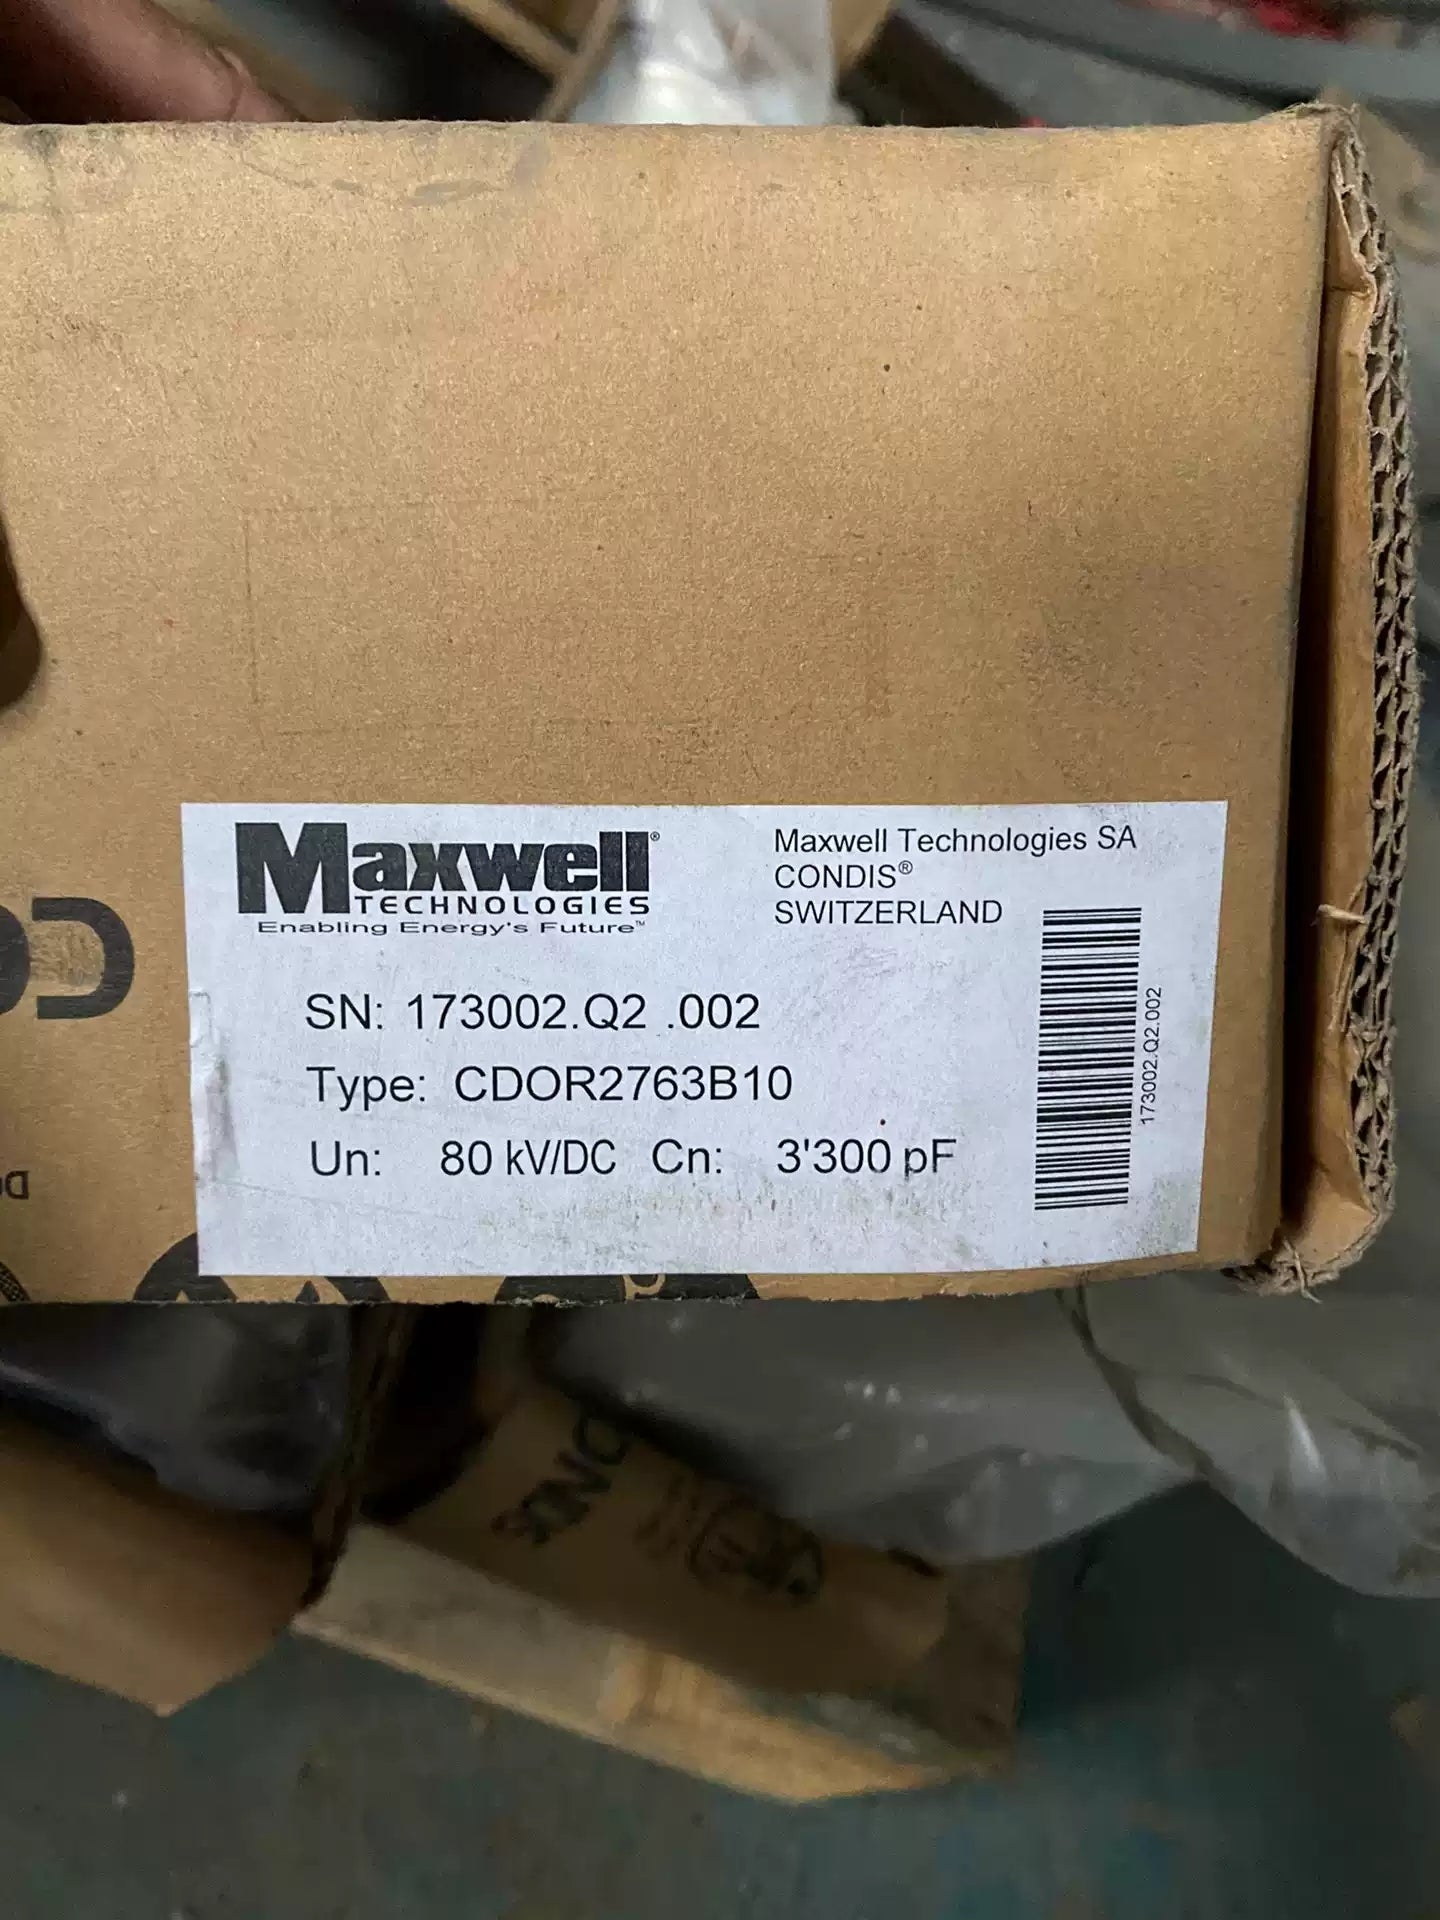 Maxwell®
TECHNOLOGIES
Enabling Energy's Future™
Maxwell Technologies SA
CONDIS®
SWITZERLAND
SN: 173002.Q2 .002
Type: CDOR2763B10
Un: 80 kV/DC Cn: 3'300 pF
173002.Q2.002